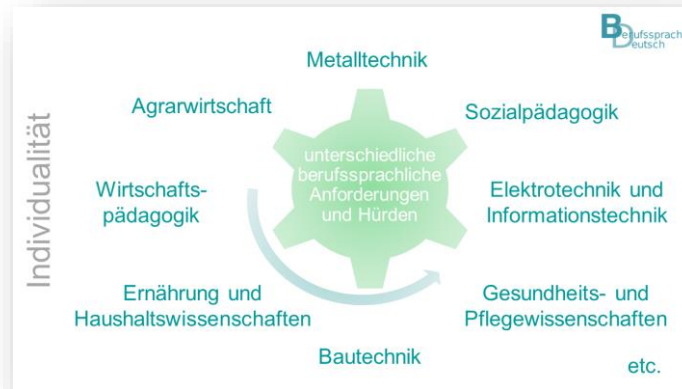 Berufssprache
Deutsch
Metalltechnik
Agrarwirtschaft
Sozialpädagogik
Individualität
unterschiedliche
berufssprachliche
Anforderungen
und Hürden
Wirtschafts-
pädagogik
Elektrotechnik und
Informationstechnik
Ernährung und
Haushaltswissenschaften
Gesundheits- und
Pflegewissenschaften
Bautechnik
etc.